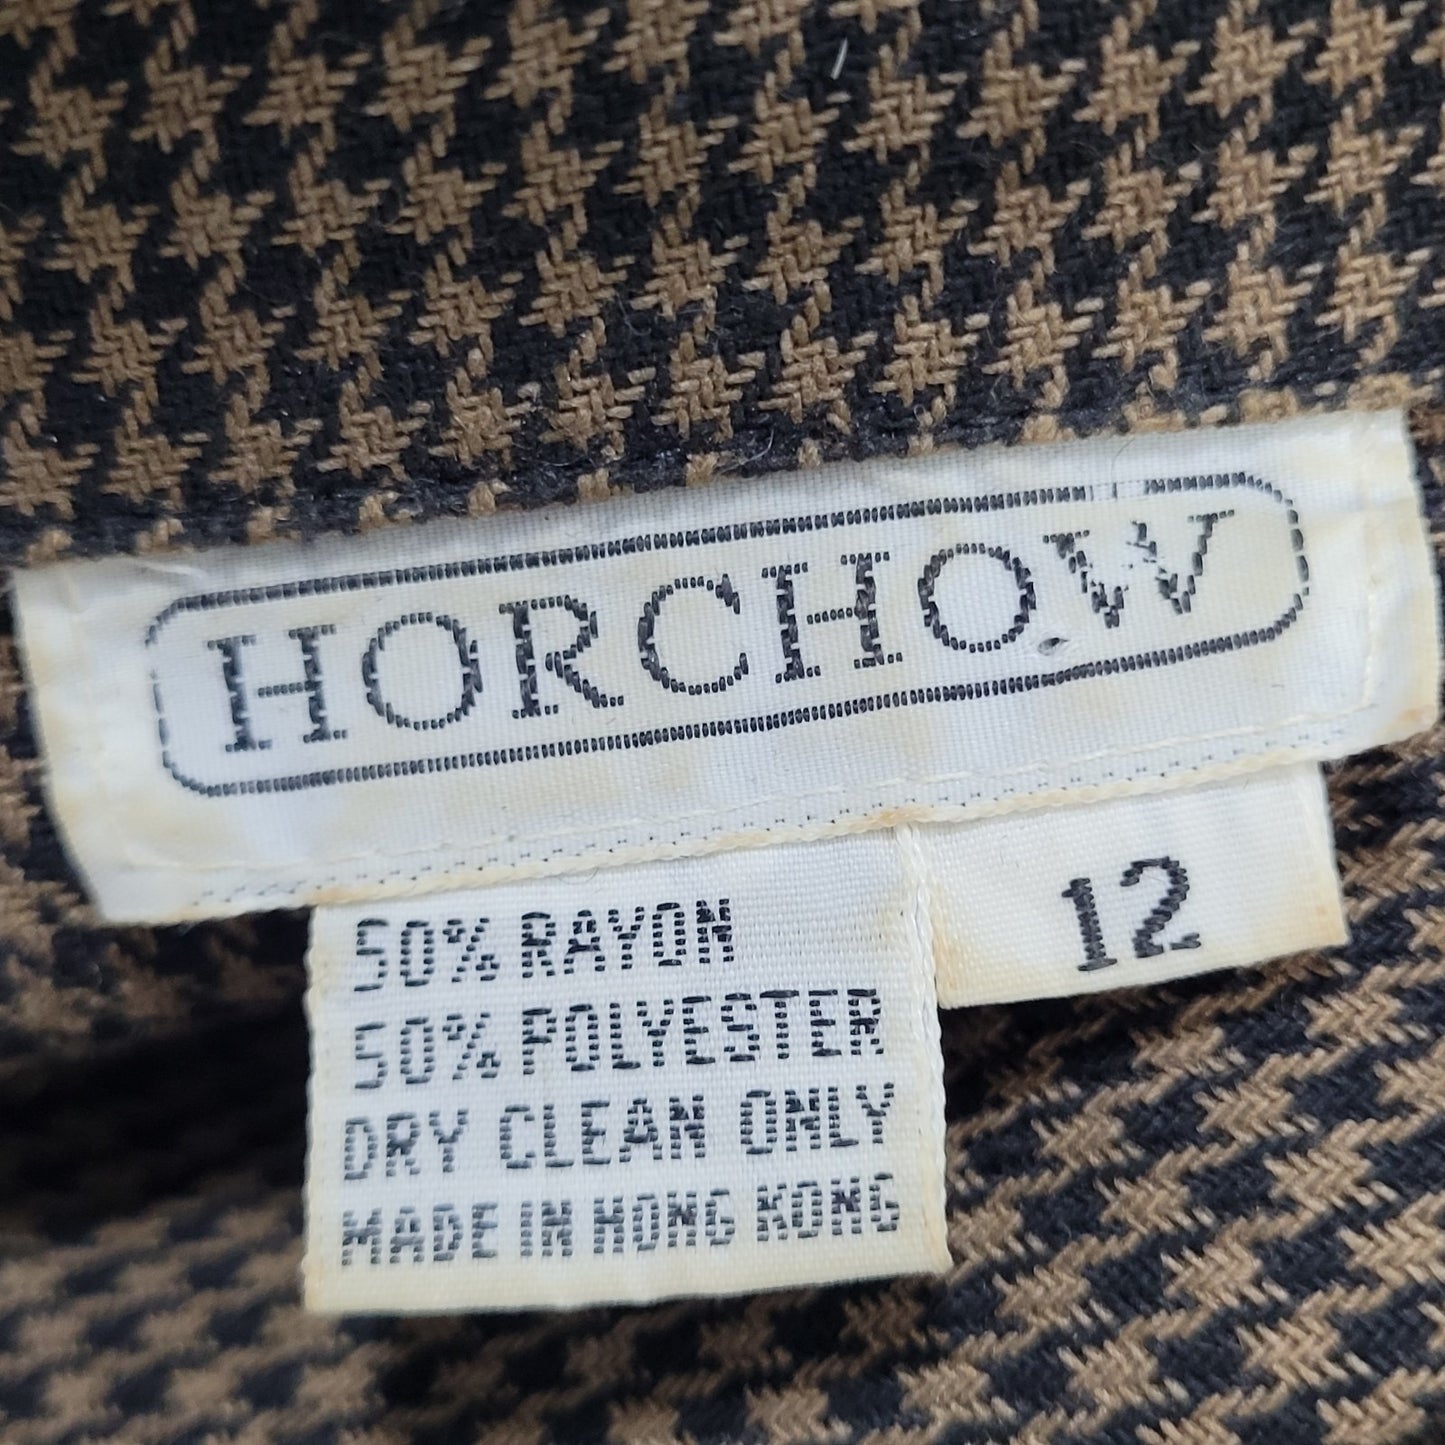 HORCHOW
12
50% RAYON
50% POLYESTER
DRY CLEAN ONLY
MADE IN HONG KONG